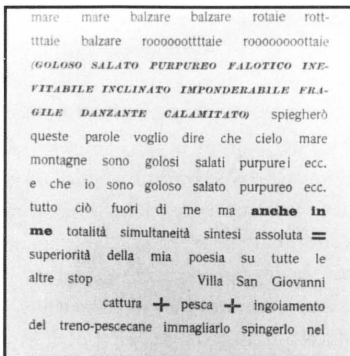 mare mare balzare balzare rotaie rott-
tttaie balzare roooooottttaie roooooooottaie
(GOLOSO SALATO PURPUREO FALOTICO INE-
VITABILE INCLINATO IMPONDERABILE FRA-
GILE DANZANTE CALAMITATO) spiegherò
queste parole voglio dire che cielo mare
montagne sono golosi salati purpurei ecc.
e che io sono goloso salato purpureo ecc.
tutto ciò fuori di me ma anche in
me totalità simultaneità sintesi assoluta =
superiorità della mia poesia su tutte le
altre stop Villa San Giovanni
cattura + pesca + ingoiamento
del treno-pescecane immagliarlo spingerlo nel